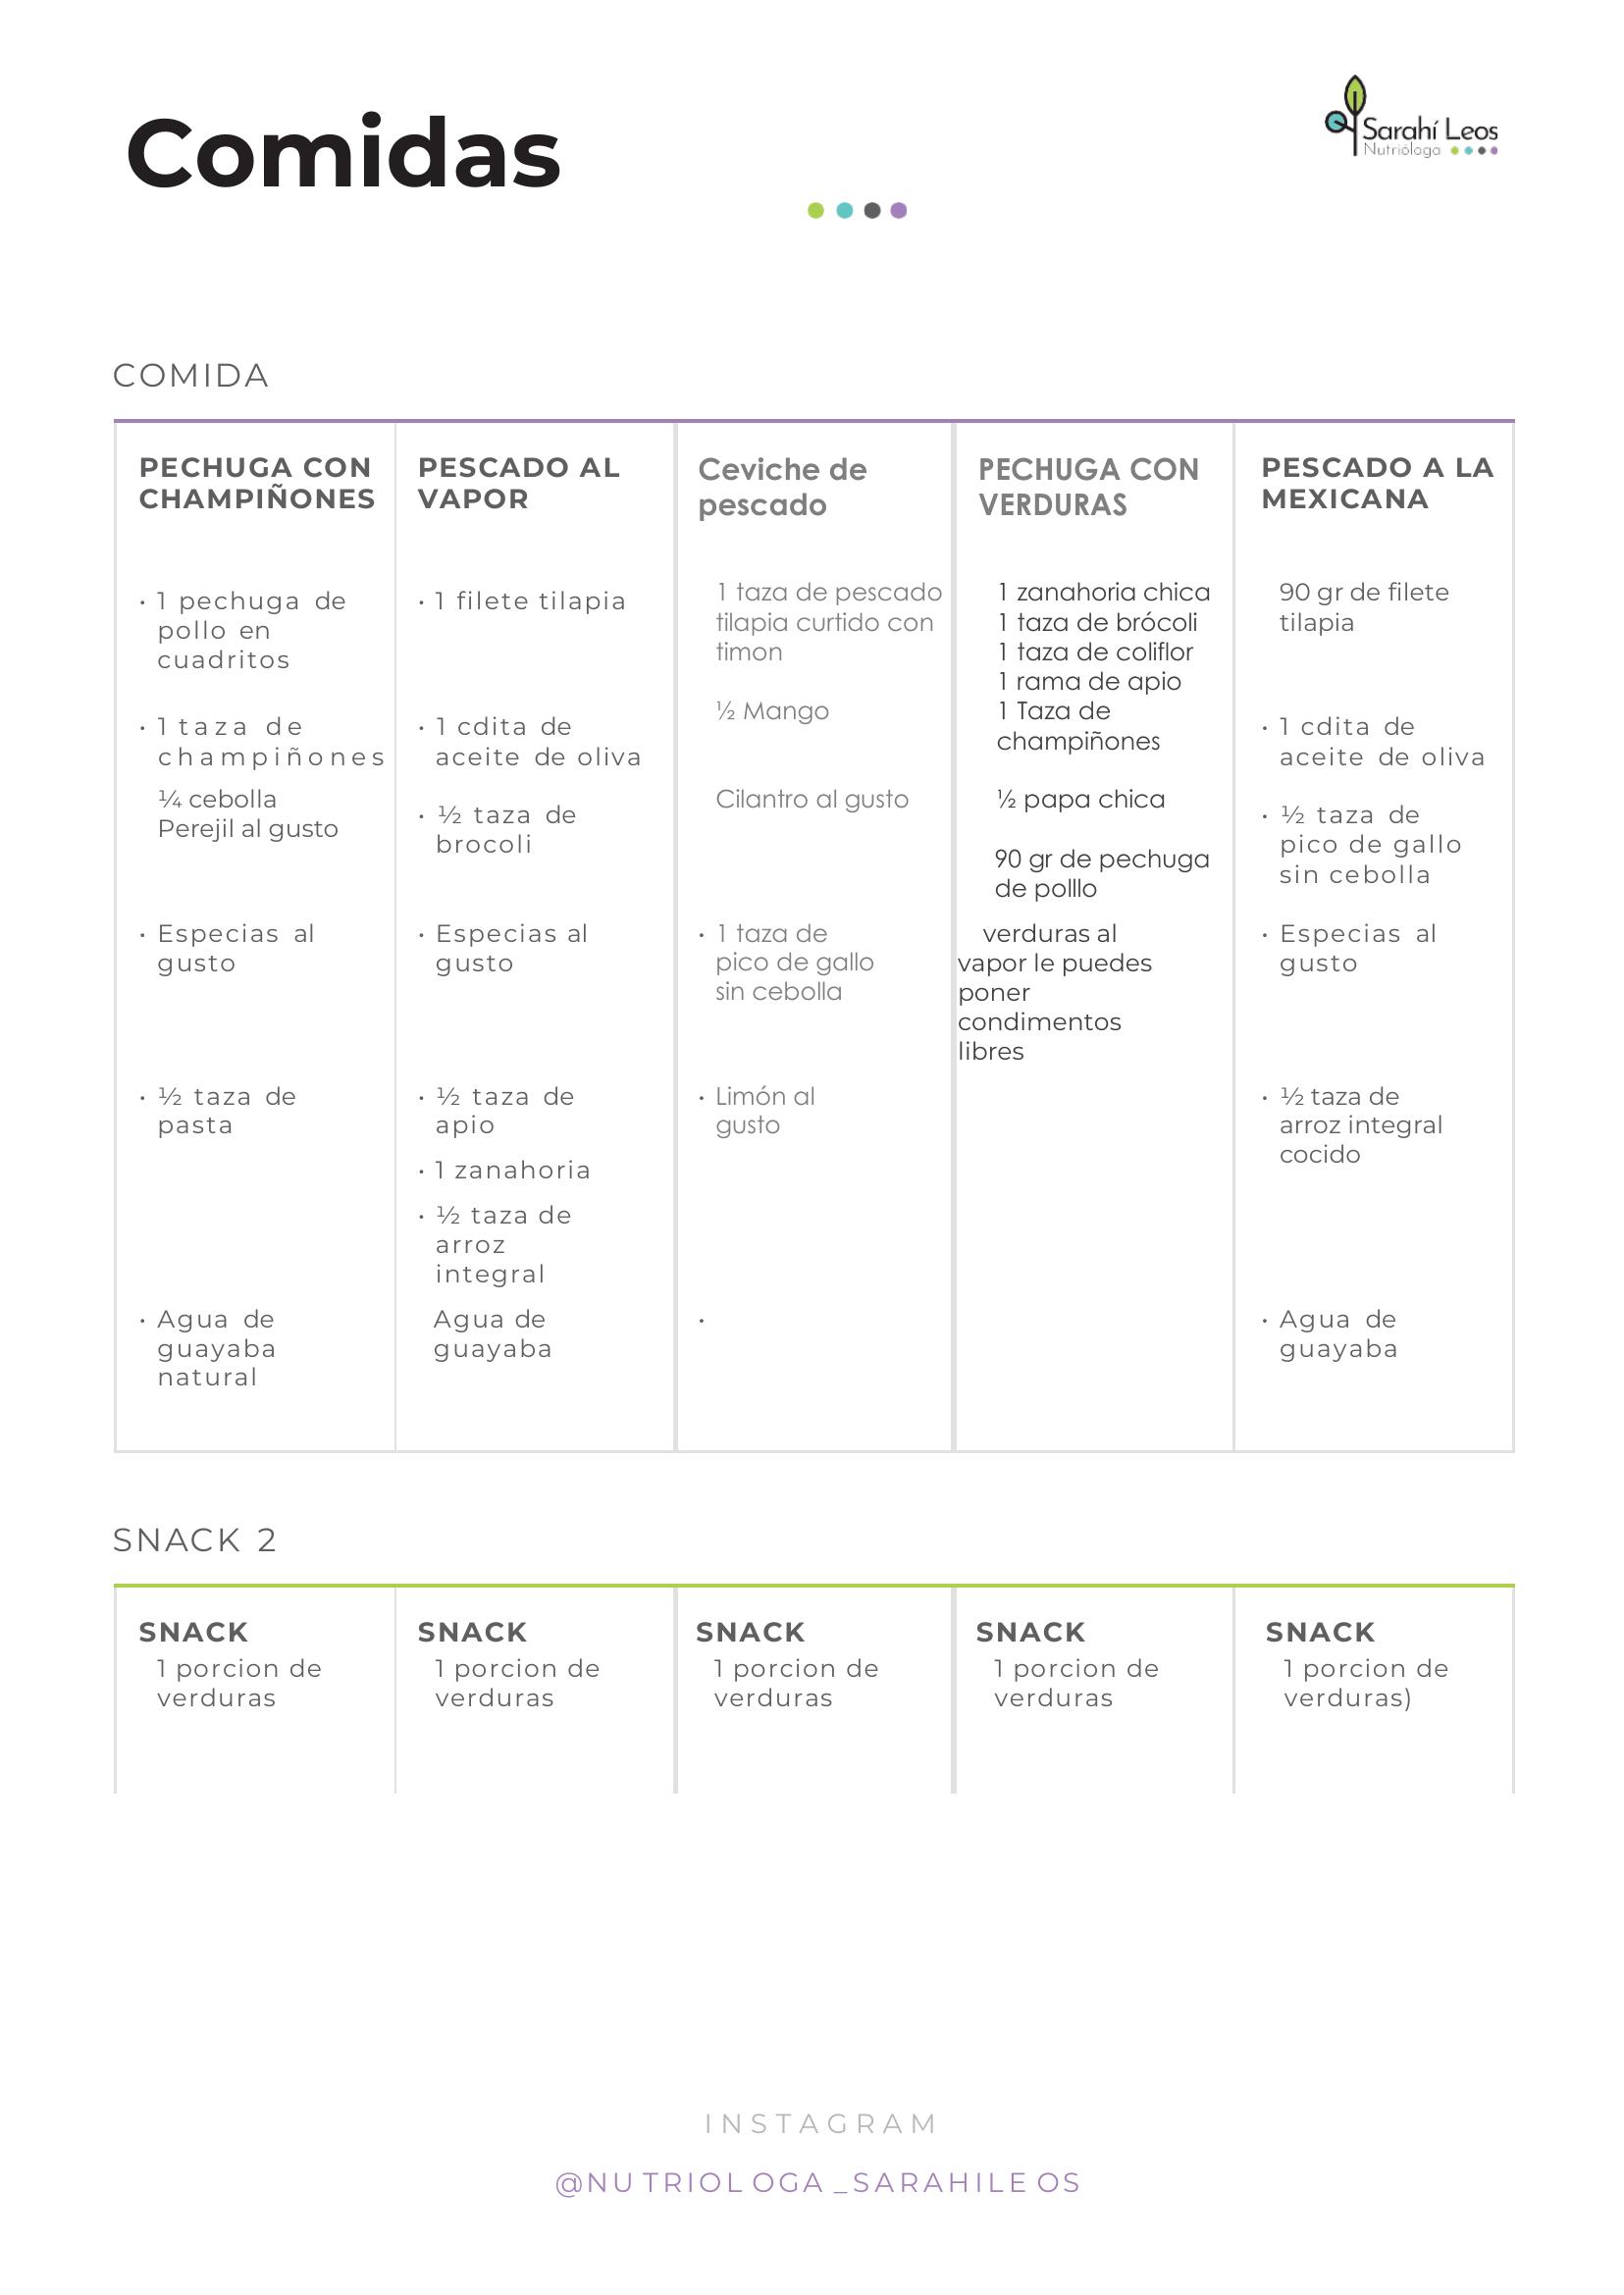 Comidas
Sarahí Leos
Nutrióloga
COMIDA
PECHUGA CON
CHAMPIÑONES
· 1 pechuga de
pollo en
cuadritos
· 1 taza de
champiñones
¼ cebolla
Perejil al gusto
· Especias al
gusto
· ½ taza de
pasta
· Agua de
guayaba
natural
PESCADO AL
VAPOR
· 1 filete tilapia
· 1 cdita de
aceite de oliva
· ½ taza de
brocoli
· Especias al
gusto
· ½ taza de
apio
· 1 zanahoria
· ½ taza de
arroz
integral
Agua de
guayaba
Ceviche de
pescado
1 taza de pescado
tilapia curtido con
timon
½ Mango
Cilantro al gusto
· 1 taza de
pico de gallo
sin cebolla
· Limón al
gusto
·
PECHUGA CON
VERDURAS
1 zanahoria chica
1 taza de brócoli
1 taza de coliflor
1 rama de apio
1 Taza de
champiñones
½ papa chica
90 gr de pechuga
de polllo
verduras al
vapor le puedes
poner
condimentos
libres
PESCADO A LA
MEXICANA
90 gr de filete
tilapia
· 1 cdita de
aceite de oliva
· ½ taza de
pico de gallo
sin cebolla
· Especias al
gusto
· ½ taza de
arroz integral
cocido
· Agua de
guayaba
SNACK 2
SNACK
1 porcion de
verduras
SNACK
1 porcion de
verduras
SNACK
1 porcion de
verduras
SNACK
1 porcion de
verduras
SNACK
1 porcion de
verduras)
INSTAGRAM
@NUTRIOLOGA_SARAHILEOS